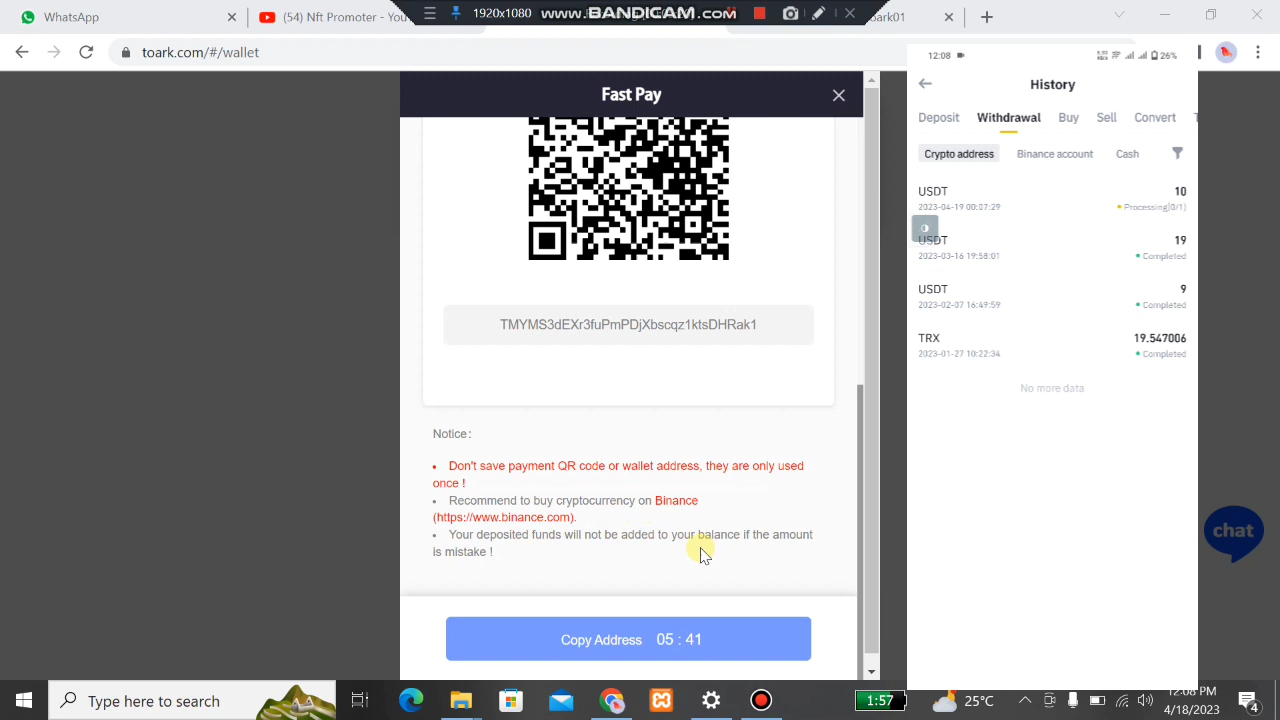 WhatsApp
(54) Nft Promoter - You
1920x1080
www.BANDICAM.com
oark01
toark.com/#/wallet
Fast Pay
TMYMS3dEXr3fuPmPDjXbscqz1ktsDHRak1
Notice:
Don't save payment QR code or wallet address, they are only used
once !
Recommend to buy cryptocurrency on Binance
(https://www.binance.com).
Your deposited funds will not be added to your balance if the amount
is mistake !
Copy Address 05 : 41
12:08
26%
History
Deposit Withdrawal Buy Sell Convert T
Crypto address Binance account Cash
USDT 10
2023-04-19 00:07:29 Processing(0/1)
USDT 19
2023-03-16 19:58:01 Completed
USDT 9
2023-02-07 16:49:59 Completed
TRX 19.547006
2023-01-27 10:22:34 Completed
No more data
chat
Type here to search
1:57
25°C
12:08 PM
4/18/2023
4